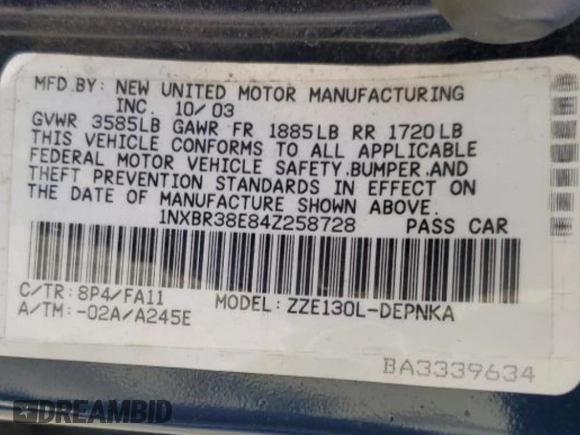 MFD.BY: NEW UNITED MOTOR MANUFACTURING
INC. 10/03
GVWR 3585LB GAWR FR 1885LB RR 1720LB
THIS VEHICLE CONFORMS TO ALL APPLICABLE
FEDERAL MOTOR VEHICLE SAFETY,BUMPER,AND
THEFT PREVENTION STANDARDS IN EFFECT ON
THE DATE OF MANUFACTURE SHOWN ABOVE.
1NXBR38E84Z258728 PASS CAR
C/TR: 8P4/FA11 MODEL: ZZE130L-DEPNKA
A/TM: -02A/A245E
BA3339634
DREAMBID